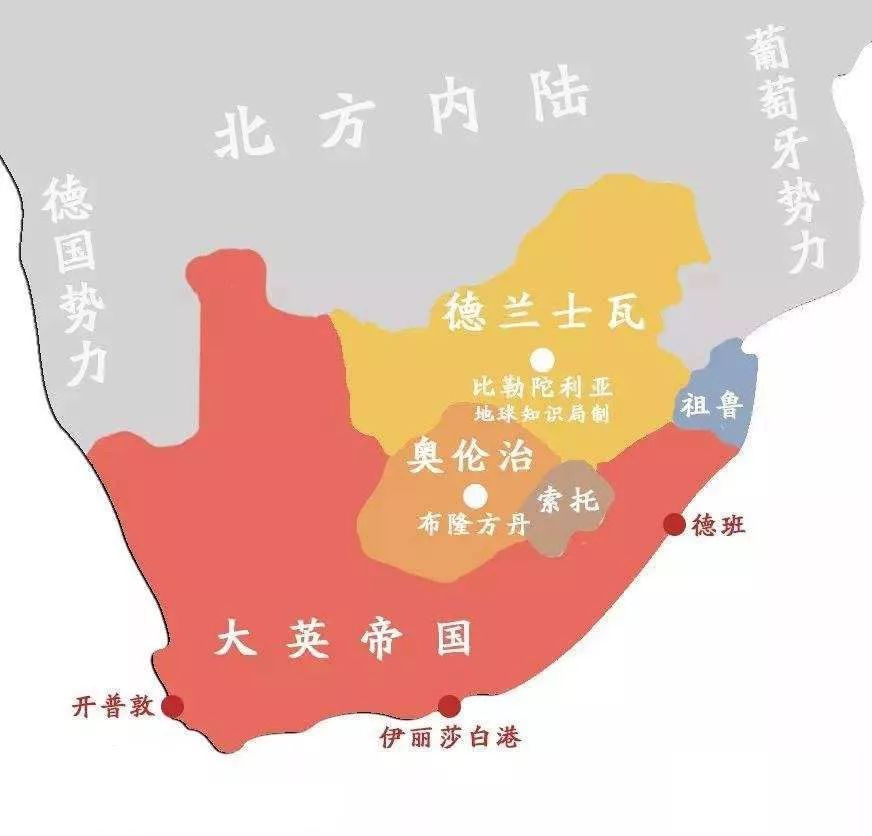 北方内陆
葡萄牙势力
德国势力
德兰士瓦
比勒陀利亚
地球知识局制
祖鲁
奥伦治
布隆方丹
索托
德班
大英帝国
开普敦
伊丽莎白港